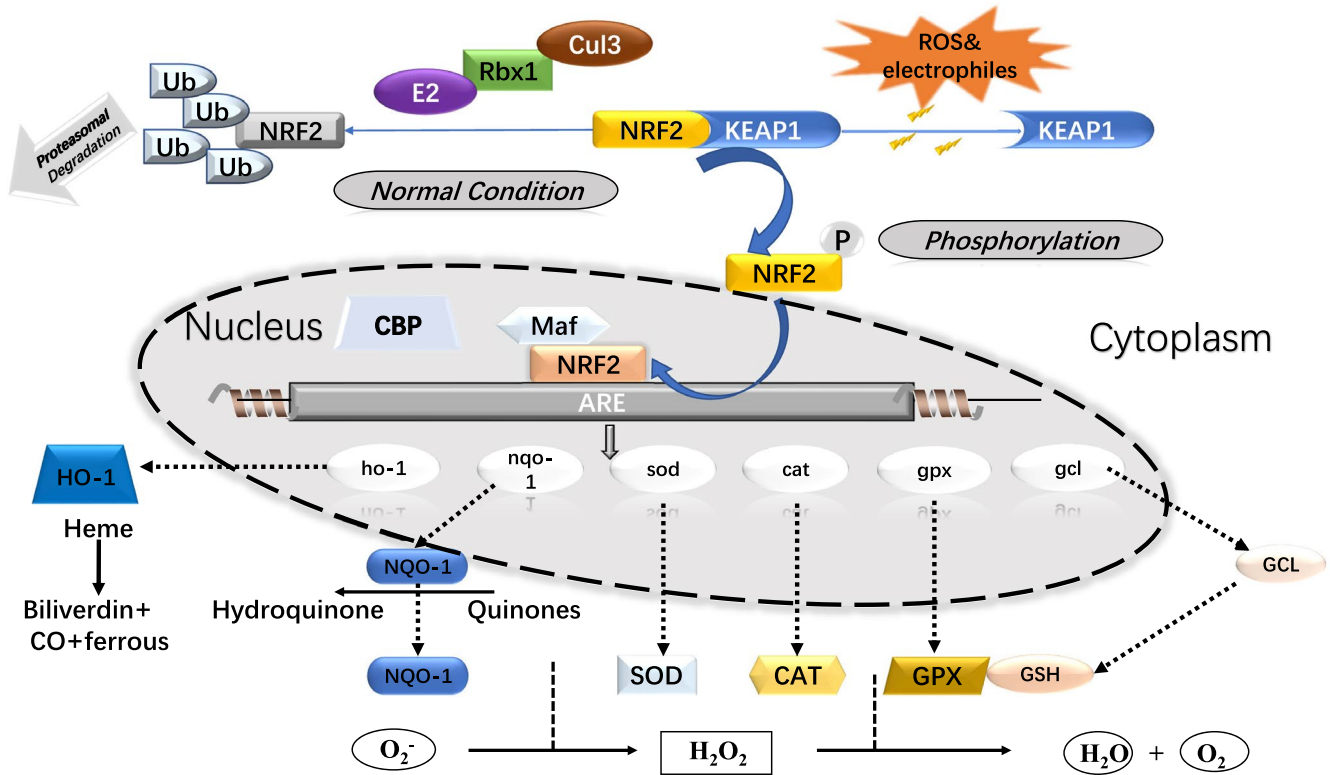 Cul3
Rbx1
E2
ROS&
electrophiles
Ub
Ub
Ub
Ub
NRF2
NRF2
KEAP1
KEAP1
Proteasomal
Degradation
Normal Condition
P
Phosphorylation
NRF2
Nucleus
CBP
Maf
NRF2
Cytoplasm
ARE
ho-1
nqo-
1
sod
cat
gpx
gcl
HO-1
Heme
Biliverdin+
CO+ferrous
NQO-1
GCL
Hydroquinone
Quinones
NQO-1
SOD
CAT
GPX
GSH
O₂⁻
H₂O₂
H₂O + O₂